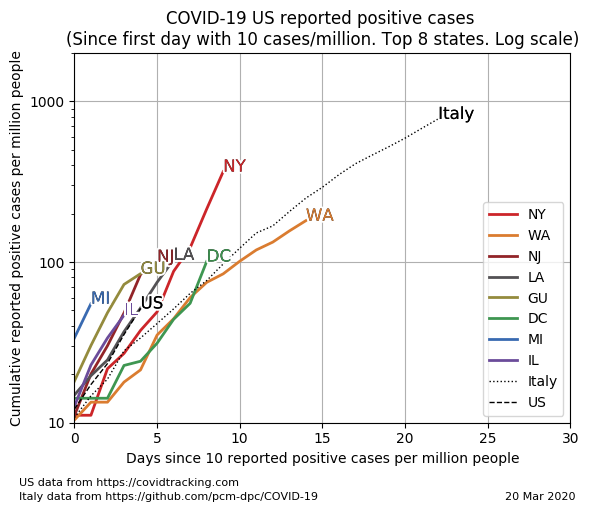 COVID-19 US reported positive cases
(Since first day with 10 cases/million. Top 8 states. Log scale)
Cumulative reported positive cases per million people
1000
100
10
Italy
NY
WA
NJ
LA
DC
GU
MI
IL
US
NY
WA
NJ
LA
GU
DC
MI
IL
Italy
US
0 5 10 15 20 25 30
Days since 10 reported positive cases per million people
US data from https://covidtracking.com
Italy data from https://github.com/pcm-dpc/COVID-19
20 Mar 2020